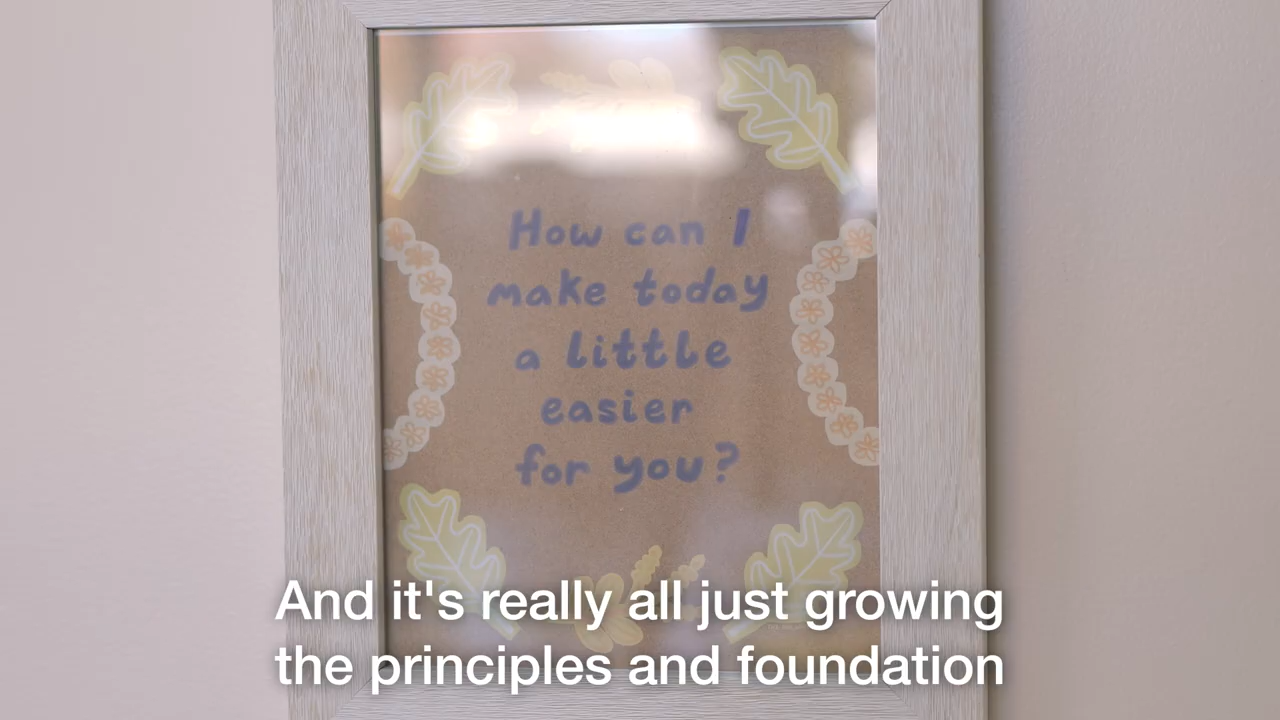 How can I
make today
a little
easier
for you?
And it's really all just growing
the principles and foundation